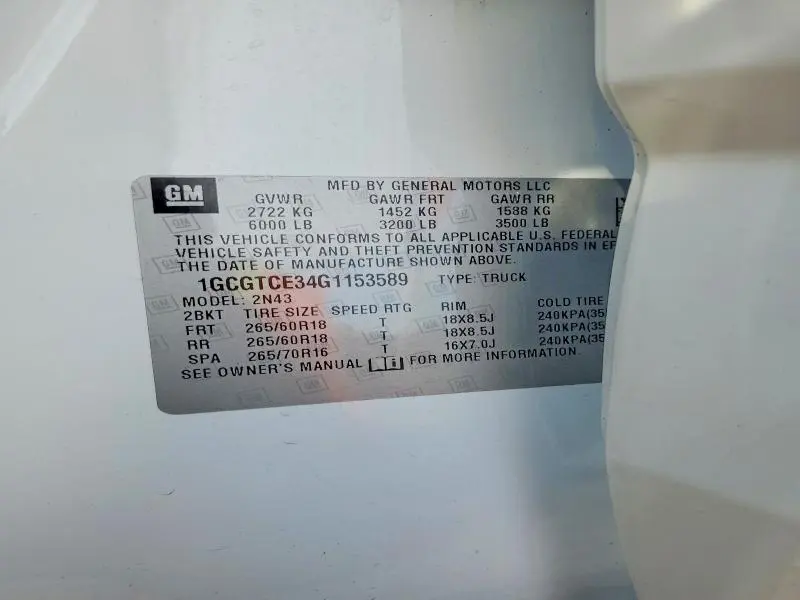 GM
MFD BY GENERAL MOTORS LLC
GVWR GAWR FRT GAWR RR
2722 KG 1452 KG 1588 KG
6000 LB 3200 LB 3500 LB
THIS VEHICLE CONFORMS TO ALL APPLICABLE U.S. FEDERAL
VEHICLE SAFETY AND THEFT PREVENTION STANDARDS IN EF
THE DATE OF MANUFACTURE SHOWN ABOVE.
1GCGTCE34G1153589 TYPE: TRUCK
MODEL: 2N43
2BKT TIRE SIZE SPEED RTG RIM COLD TIRE
FRT 265/60R18 T 18X8.5J 240KPA(35
RR 265/60R18 T 18X8.5J 240KPA(35
SPA 265/70R16 T 16X7.0J 240KPA(35
SEE OWNER'S MANUAL FOR MORE INFORMATION.